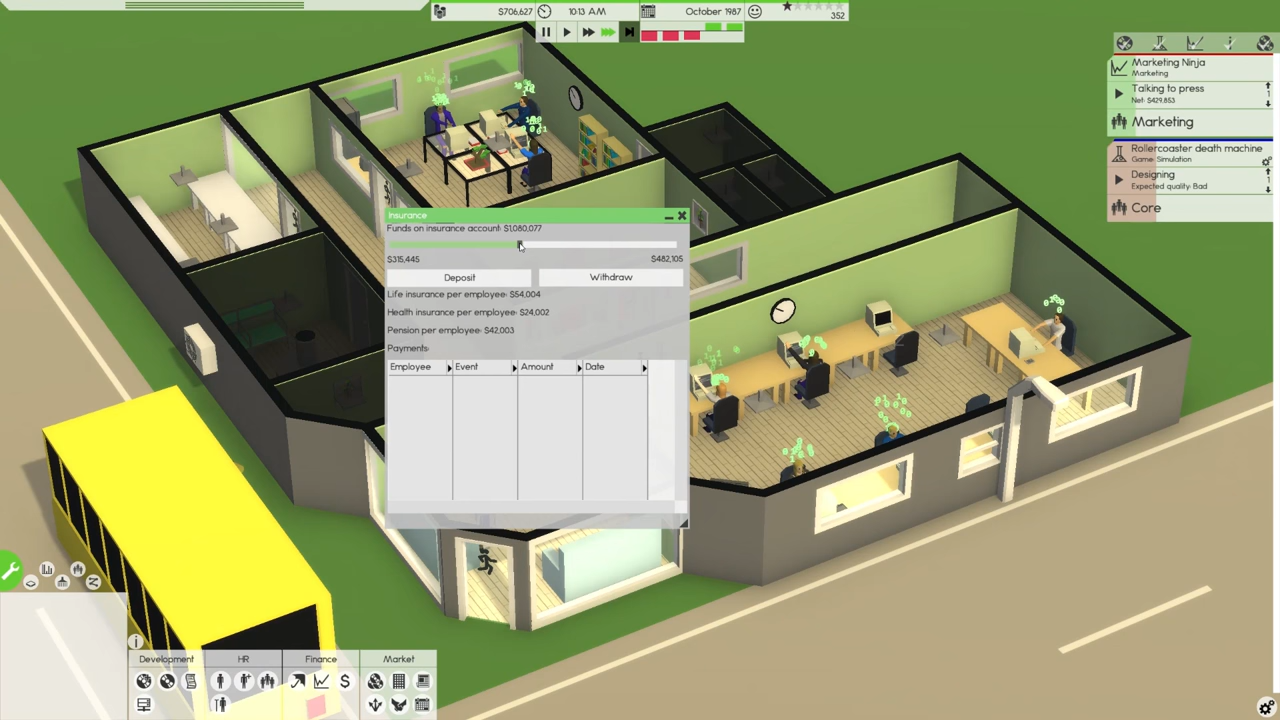 $706,627
10:13 AM
October 1987
352
Marketing Ninja
Marketing
Talking to press
Net: $429,853
1
Marketing
Rollercoaster death machine
Game: Simulation
Designing
Expected quality: Bad
1
Core
Insurance
Funds on insurance account: $1,080,077
$315,445
$482,105
Deposit
Withdraw
Life insurance per employee: $54,004
Health insurance per employee: $24,002
Pension per employee: $42,003
Payments:
Employee
Event
Amount
Date
Development
HR
Finance
Market